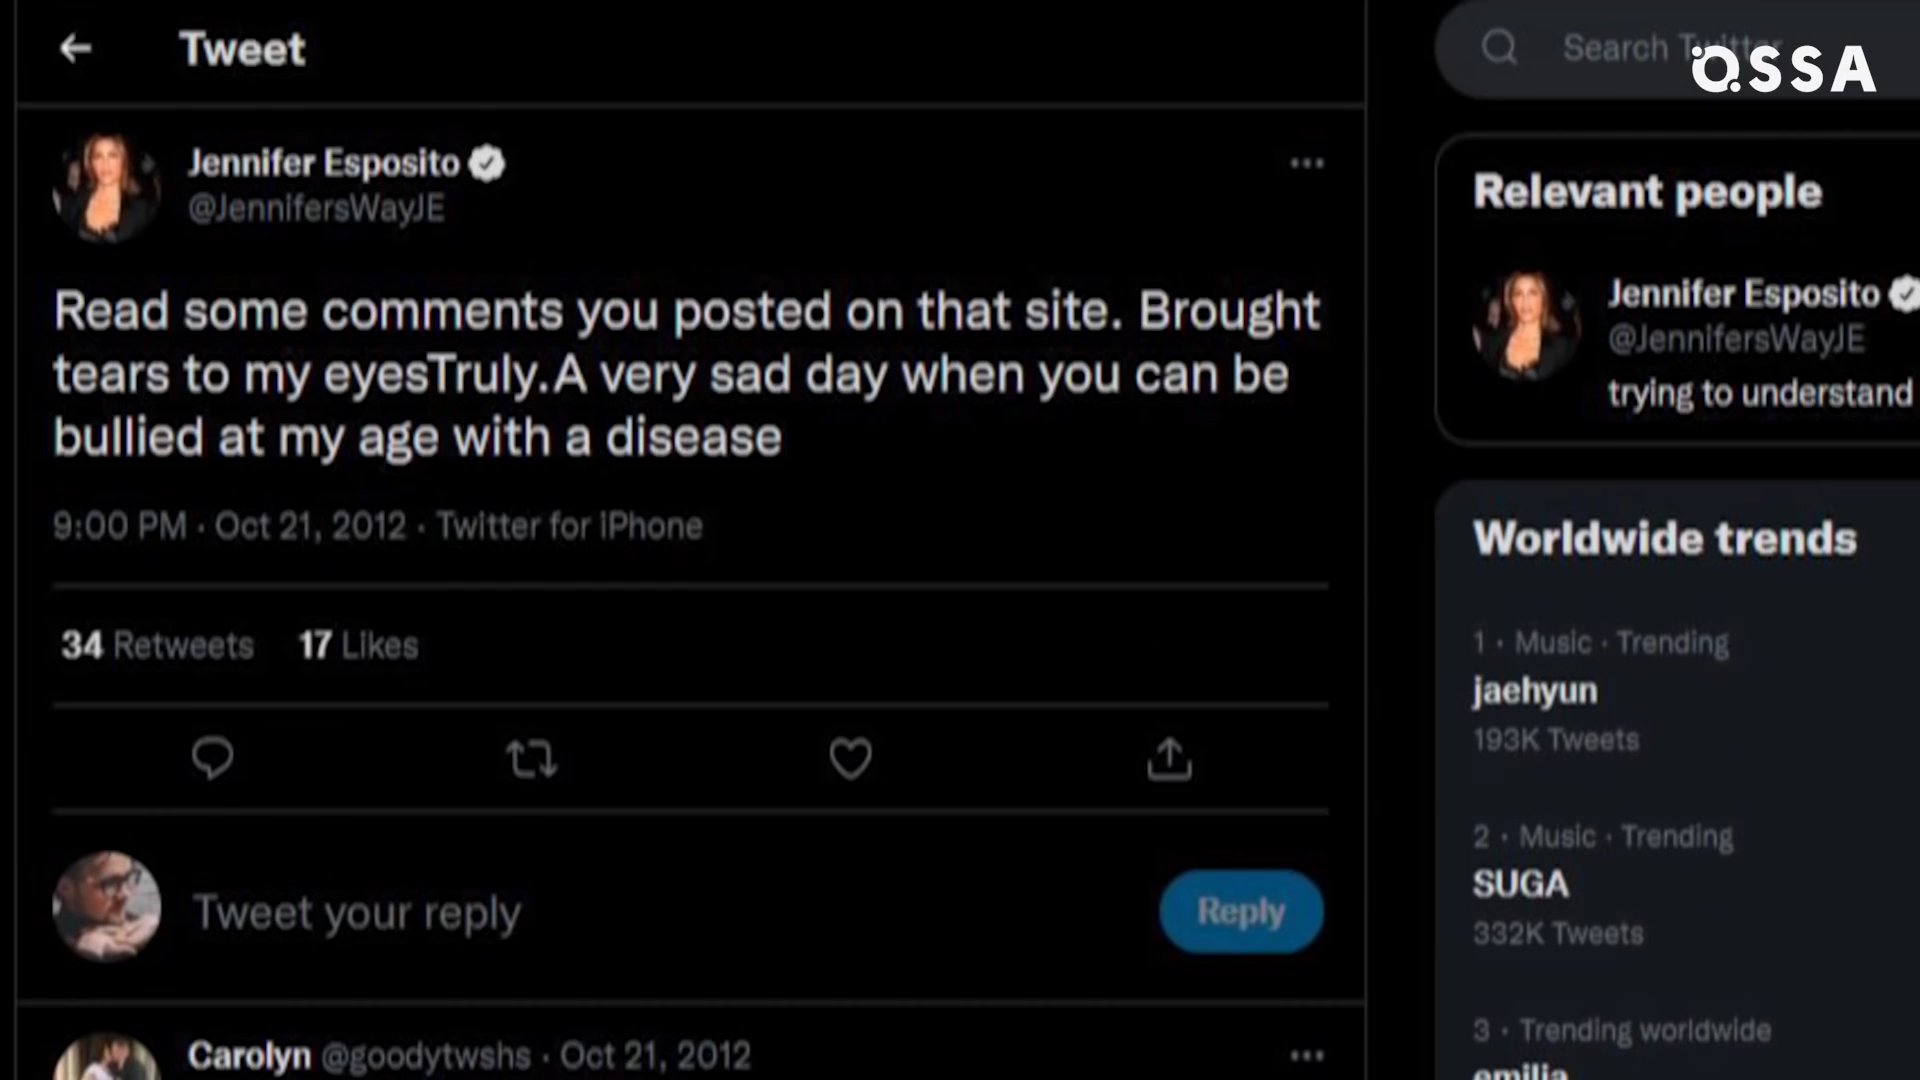 Tweet
Search Twitter
OSSA
Jennifer Esposito
@JennifersWayJE
Read some comments you posted on that site. Brought
tears to my eyesTruly.A very sad day when you can be
bullied at my age with a disease
9:00 PM · Oct 21, 2012 · Twitter for iPhone
34 Retweets 17 Likes
Tweet your reply
Reply
Carolyn @goodytwshs · Oct 21, 2012
Relevant people
Jennifer Esposito
@JennifersWayJE
trying to understand
Worldwide trends
1 · Music · Trending
jaehyun
193K Tweets
2 · Music · Trending
SUGA
332K Tweets
3 · Trending worldwide
emilia